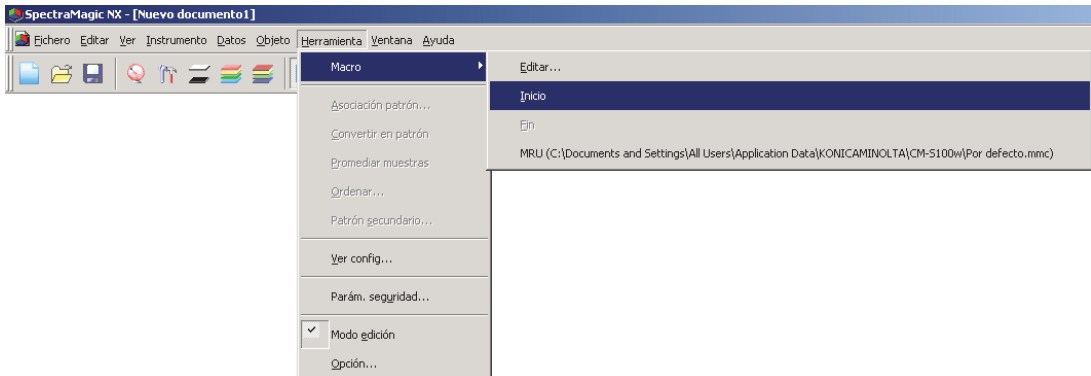 SpectraMagic NX - [Nuevo documento1]
Fichero Editar Ver Instrumento Datos Objeto Herramienta Ventana Ayuda
Macro
Editar...
Inicio
Fin
MRU (C:\Documents and Settings\All Users\Application Data\KONICAMINOLTA\CM-S100w\Por defecto.mmc)
Asociación patrón...
Convertir en patrón
Promediar muestras
Ordenar...
Patrón secundario...
Ver config...
Parám. seguridad...
Modo edición
Opción...